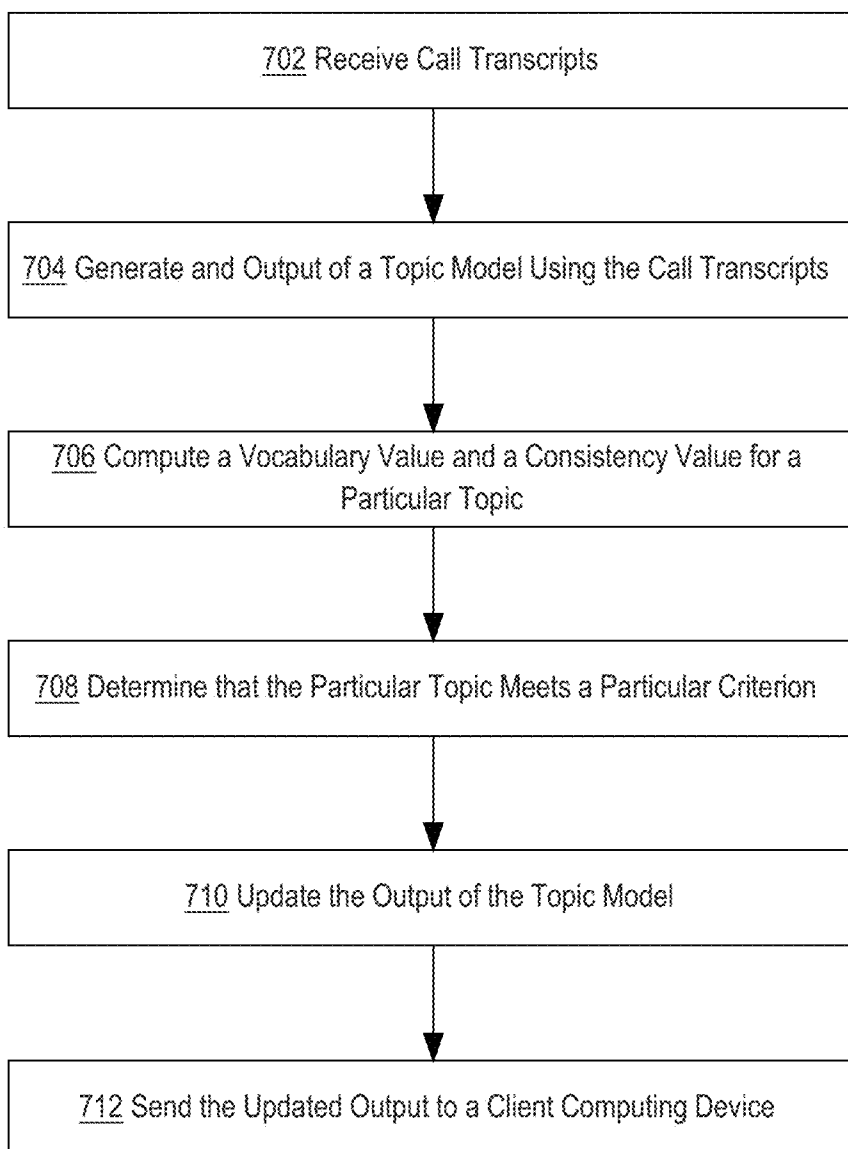 702 Receive Call Transcripts
704 Generate and Output of a Topic Model Using the Call Transcripts
706 Compute a Vocabulary Value and a Consistency Value for a
Particular Topic
708 Determine that the Particular Topic Meets a Particular Criterion
710 Update the Output of the Topic Model
712 Send the Updated Output to a Client Computing Device